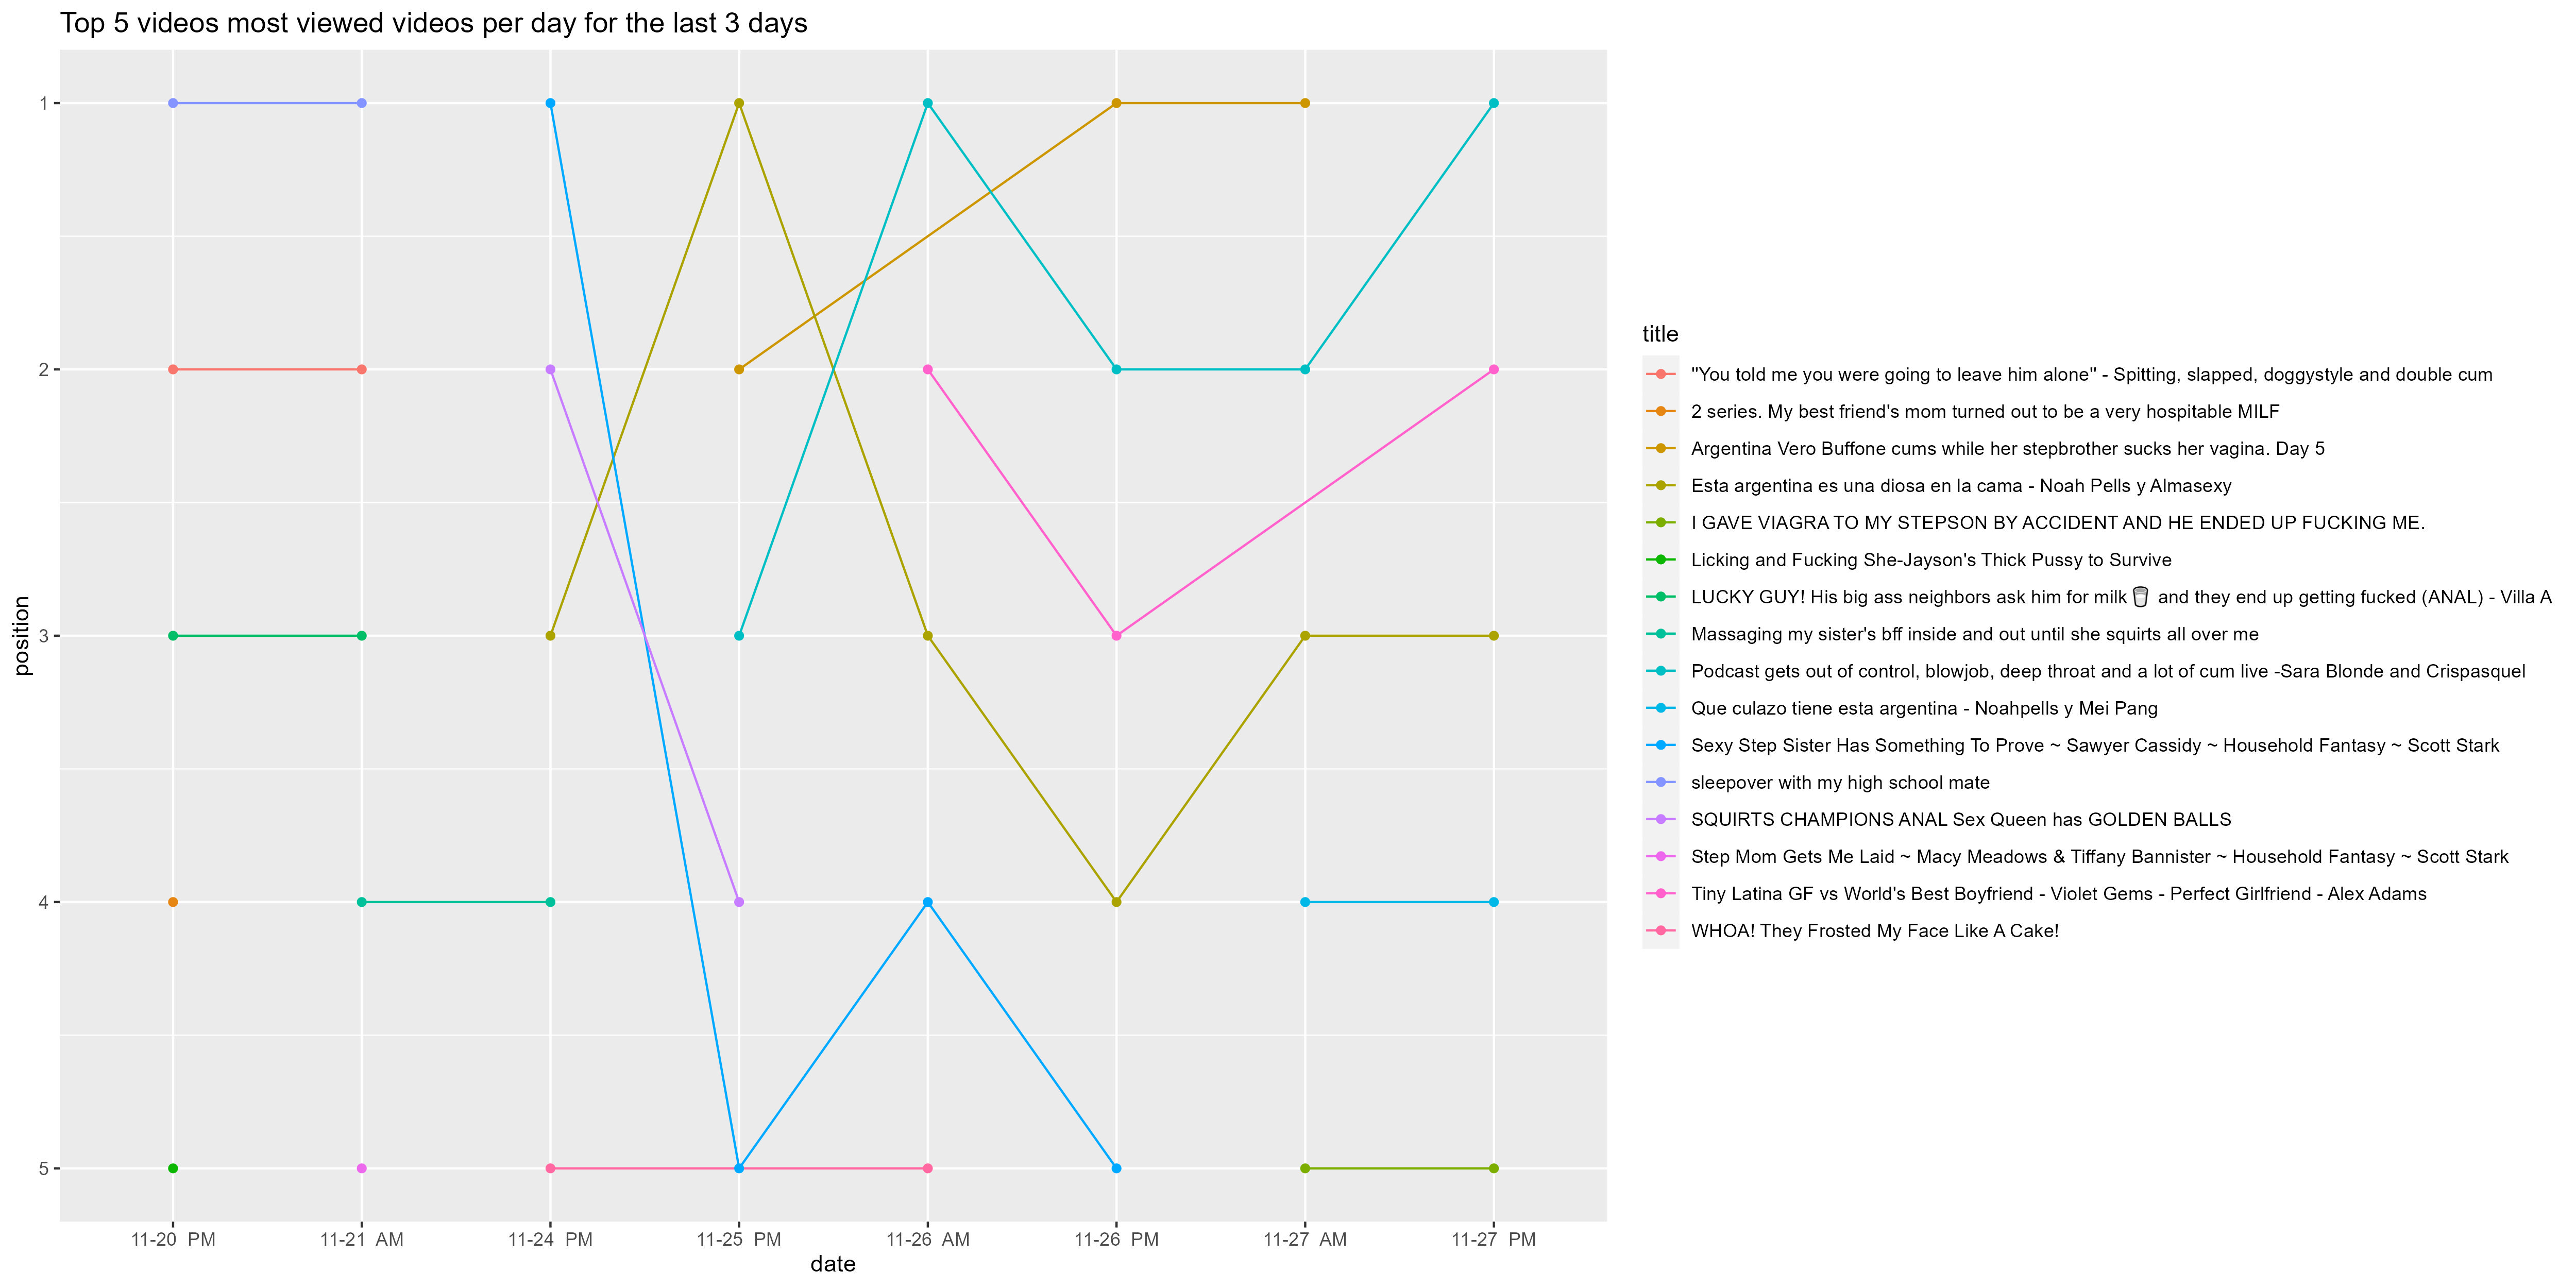 Top 5 videos most viewed videos per day for the last 3 days
position
1
2
3
4
5
11-20 PM
11-21 AM
11-24 PM
11-25 PM
11-26 AM
11-26 PM
11-27 AM
11-27 PM
date
title
"You told me you were going to leave him alone" - Spitting, slapped, doggystyle and double cum
2 series. My best friend's mom turned out to be a very hospitable MILF
Argentina Vero Buffone cums while her stepbrother sucks her vagina. Day 5
Esta argentina es una diosa en la cama - Noah Pells y Almasexy
I GAVE VIAGRA TO MY STEPSON BY ACCIDENT AND HE ENDED UP FUCKING ME.
Licking and Fucking She-Jayson's Thick Pussy to Survive
LUCKY GUY! His big ass neighbors ask him for milk 🥛 and they end up getting fucked (ANAL) - Villa A
Massaging my sister's bff inside and out until she squirts all over me
Podcast gets out of control, blowjob, deep throat and a lot of cum live -Sara Blonde and Crispasquel
Que culazo tiene esta argentina - Noahpells y Mei Pang
Sexy Step Sister Has Something To Prove ~ Sawyer Cassidy ~ Household Fantasy ~ Scott Stark
sleepover with my high school mate
SQUIRTS CHAMPIONS ANAL Sex Queen has GOLDEN BALLS
Step Mom Gets Me Laid ~ Macy Meadows & Tiffany Bannister ~ Household Fantasy ~ Scott Stark
Tiny Latina GF vs World's Best Boyfriend - Violet Gems - Perfect Girlfriend - Alex Adams
WHOA! They Frosted My Face Like A Cake!